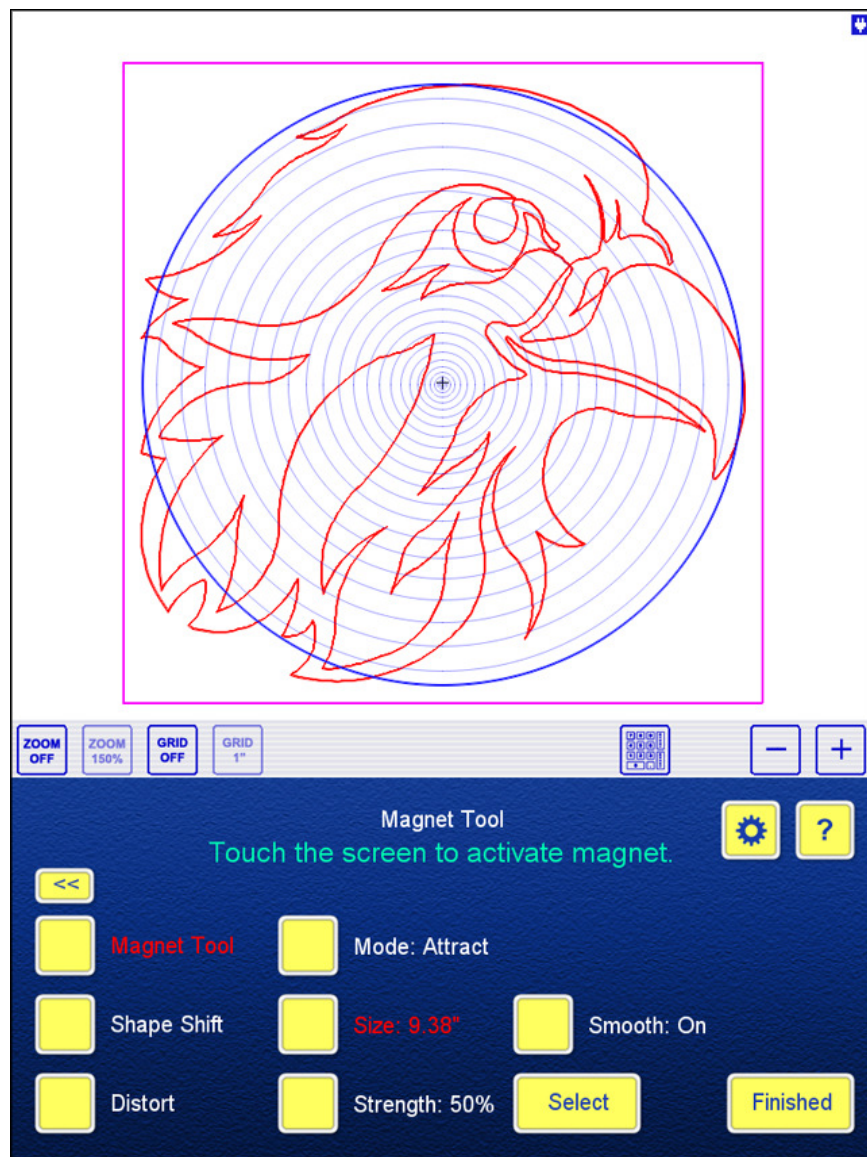 ZOOM
OFF
ZOOM
150%
GRID
OFF
GRID
1"
Magnet Tool
Touch the screen to activate magnet.
?
<<
Magnet Tool
Mode: Attract
Shape Shift
Size: 9.38"
Smooth: On
Distort
Strength: 50%
Select
Finished